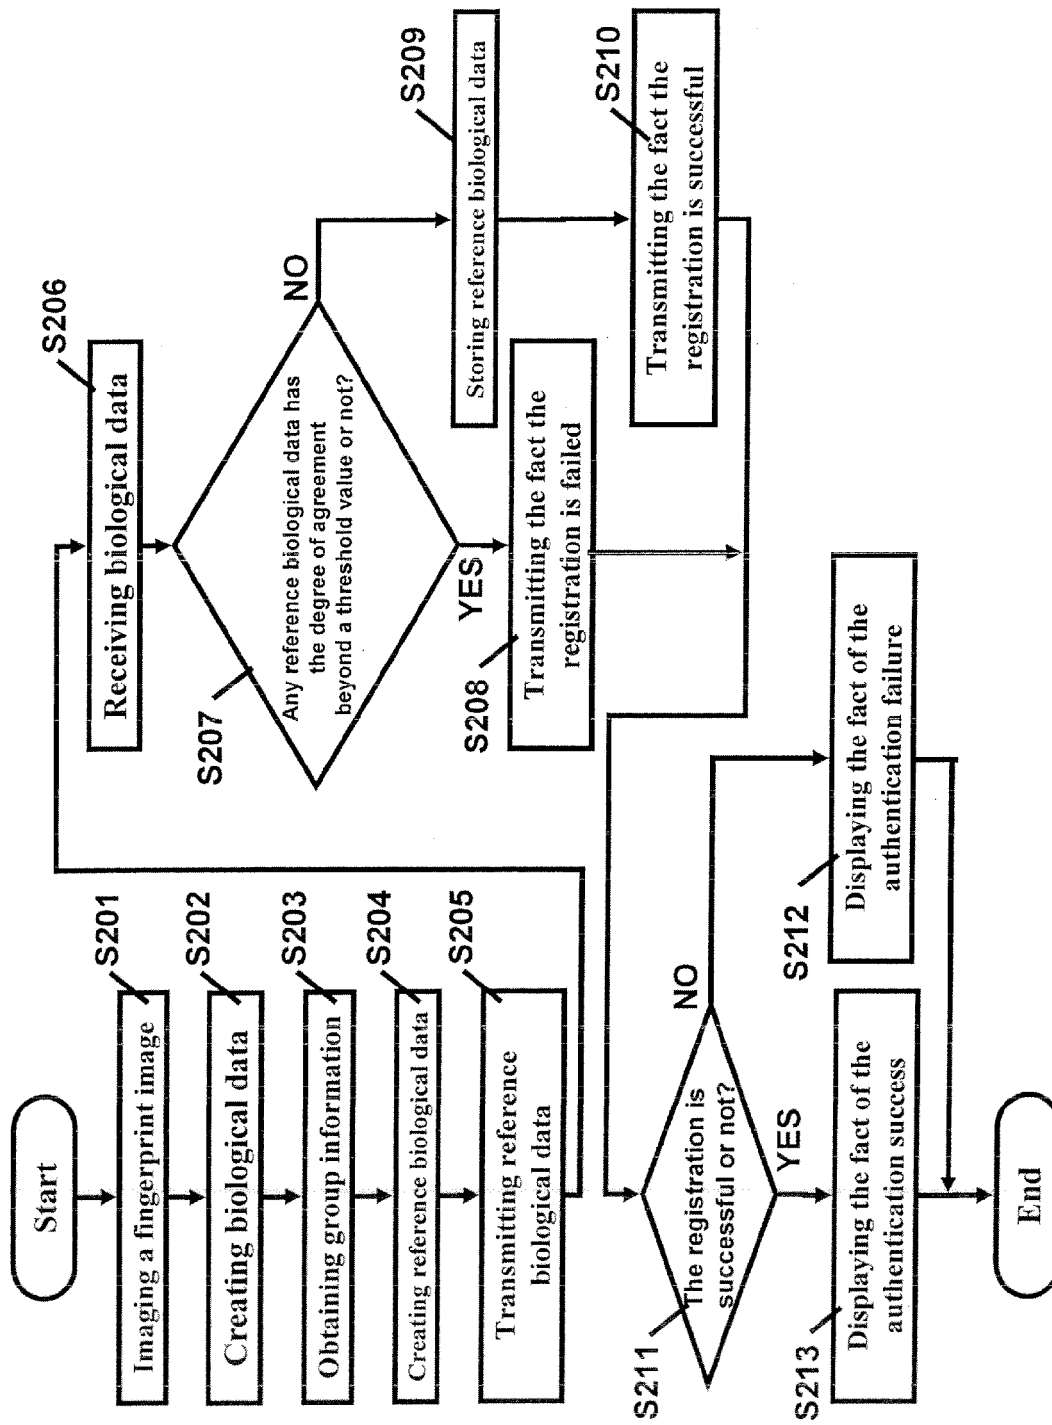 Start
S201
Imaging a fingerprint image
S202
Creating biological data
S203
Obtaining group information
S204
Creating reference biological data
S205
Transmitting reference
biological data
S206
Receiving biological data
S207
Any reference biological data has
the degree of agreement
beyond a threshold value or not?
NO
YES
S208
Transmitting the fact the
registration is failed
S209
Storing reference biological data
S210
Transmitting the fact the
registration is successful
S211
The registration is
successful or not?
NO
YES
S212
Displaying the fact of the
authentication failure
S213
Displaying the fact of the
authentication success
End